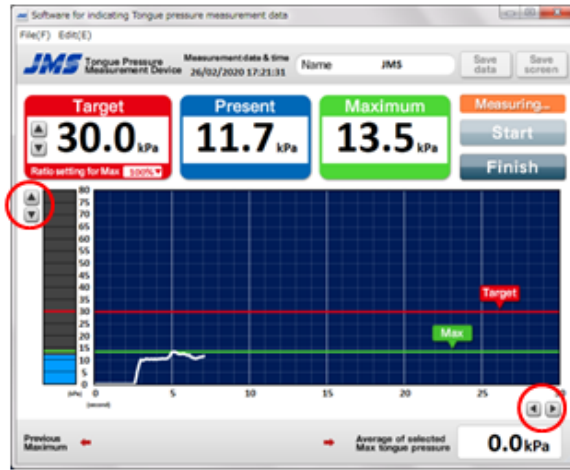 Software for indicating Tongue pressure measurement data
File(F) Edit(E)
JMS Tongue Pressure Measurement Device
Measurement date & time
26/02/2020 17:21:31
Name JMS
Save data
Save screen
Target
30.0 kPa
Ratio setting for Max 100%
Present
11.7 kPa
Maximum
13.5 kPa
Measuring...
Start
Finish
80
75
70
65
60
55
50
45
40
35
30
25
20
15
10
5
0
Target
Max
(kPa) 0 5 10 15 20 25 30
(second)
Previous Maximum
Average of selected Max tongue pressure
0.0 kPa